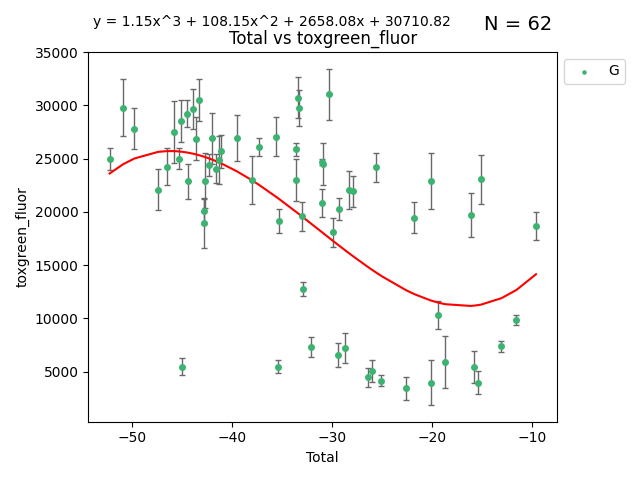 y = 1.15x^3 + 108.15x^2 + 2658.08x + 30710.82
N = 62
Total vs toxgreen_fluor
G
35000
30000
25000
20000
15000
10000
5000
toxgreen_fluor
−50
−40
−30
−20
−10
Total